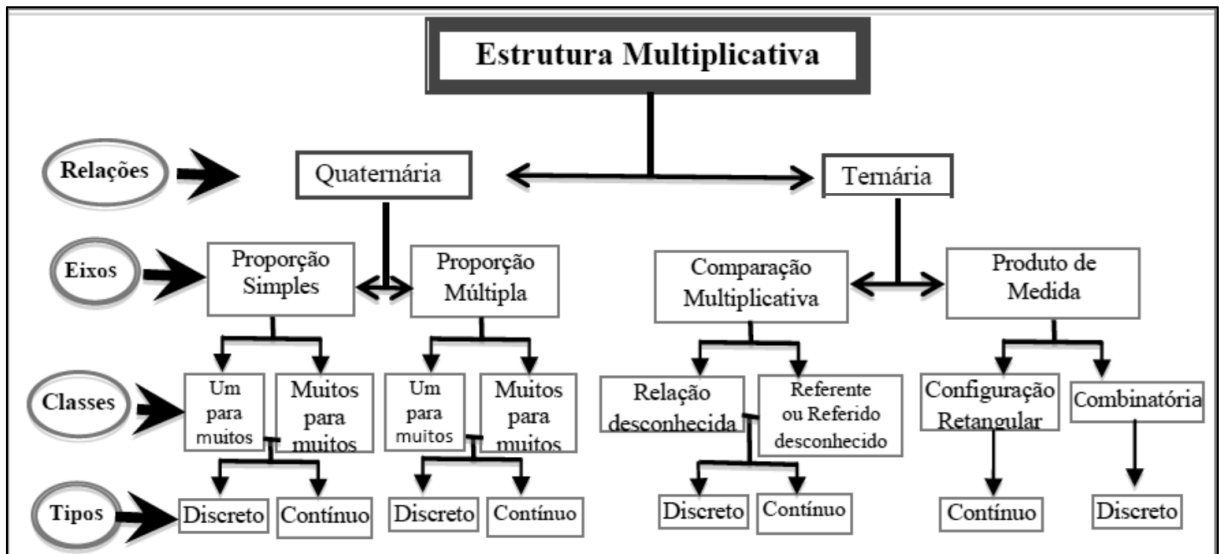 Estrutura Multiplicativa
Relações
Quaternária
Ternária
Eixos
Proporção
Simples
Proporção
Múltipla
Comparação
Multiplicativa
Produto de
Medida
Classes
Um
para
muitos
Muitos
para
muitos
Um
para
muitos
Muitos
para
muitos
Relação
desconhecida
Referente
ou Referido
desconhecido
Configuração
Retangular
Combinatória
Tipos
Discreto
Contínuo
Discreto
Contínuo
Discreto
Contínuo
Contínuo
Discreto